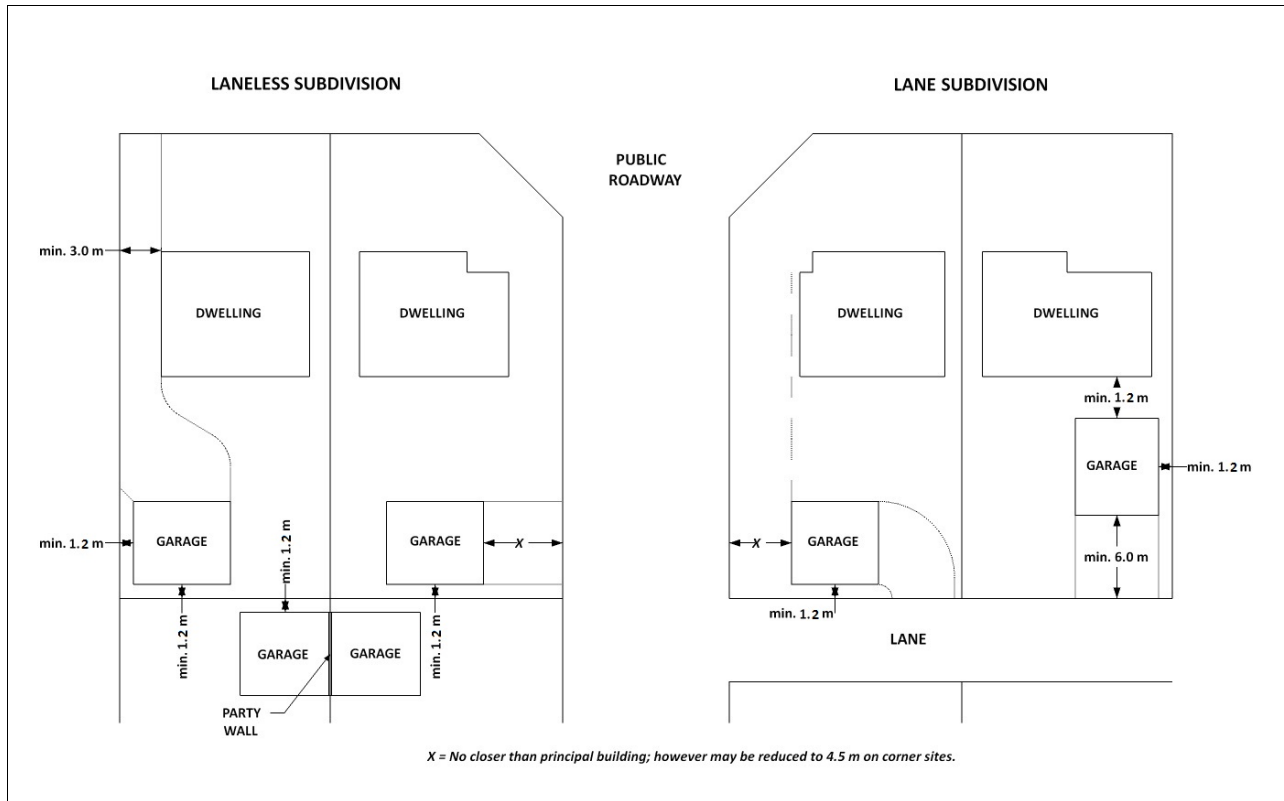 LANELESS SUBDIVISION
LANE SUBDIVISION
PUBLIC
ROADWAY
min. 3.0 m
DWELLING
DWELLING
DWELLING
DWELLING
min. 1.2 m
GARAGE
min. 1.2 m
min. 1.2 m
GARAGE
min. 1.2 m
GARAGE
X
X
GARAGE
min. 6.0 m
min. 1.2 m
min. 1.2 m
min. 1.2 m
GARAGE
GARAGE
LANE
PARTY
WALL
X = No closer than principal building; however may be reduced to 4.5 m on corner sites.